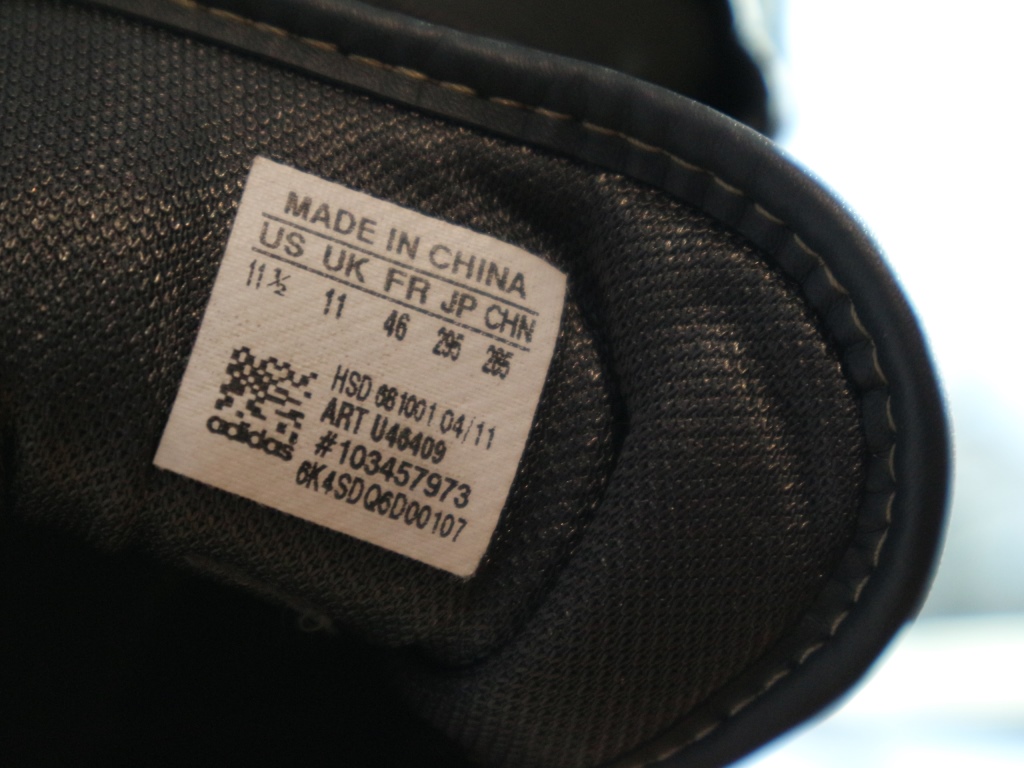 MADE IN CHINA
US UK FR JP CHN
11½ 11 46 295 285
HSD 681001 04/11
ART U46409
#103457973
6K4SDQ6D00107
adidas